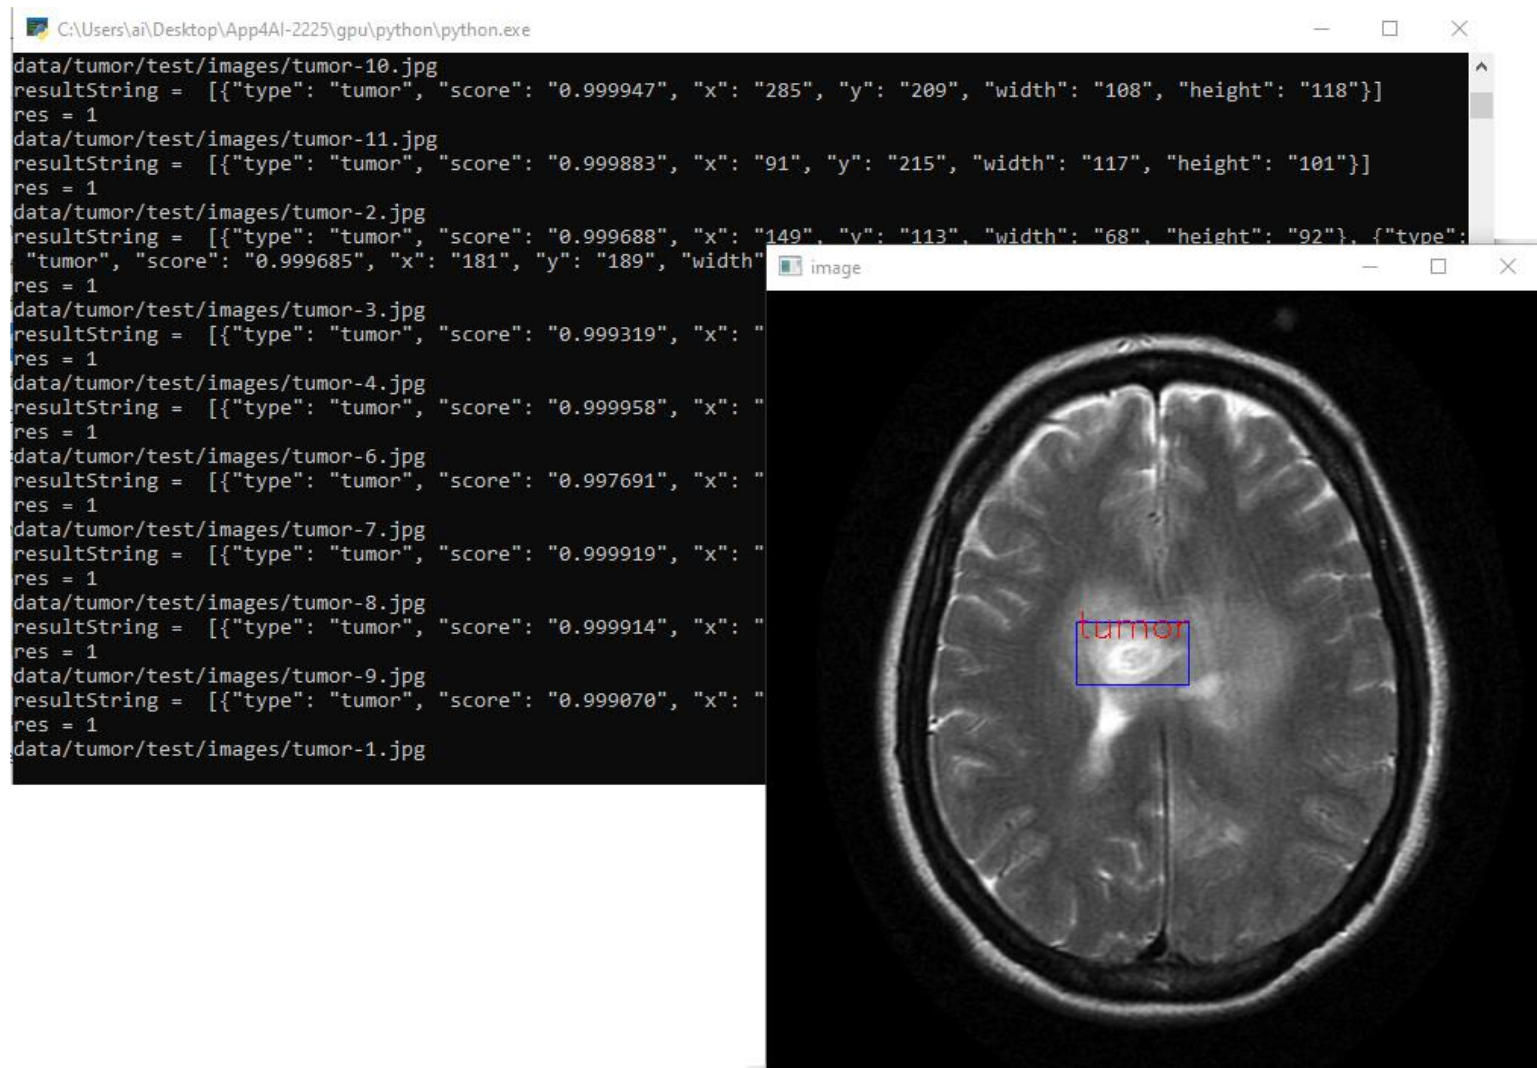 C:\Users\ai\Desktop\App4AI-2225\gpu\python\python.exe
data/tumor/test/images/tumor-10.jpg
resultString =  [{"type": "tumor", "score": "0.999947", "x": "285", "y": "209", "width": "108", "height": "118"}]
res = 1
data/tumor/test/images/tumor-11.jpg
resultString =  [{"type": "tumor", "score": "0.999883", "x": "91", "y": "215", "width": "117", "height": "101"}]
res = 1
data/tumor/test/images/tumor-2.jpg
resultString =  [{"type": "tumor", "score": "0.999688", "x": "149", "y": "113", "width": "68", "height": "92"}, {"type":
"tumor", "score": "0.999685", "x": "181", "y": "189", "width"
res = 1
data/tumor/test/images/tumor-3.jpg
resultString =  [{"type": "tumor", "score": "0.999319", "x": "
res = 1
data/tumor/test/images/tumor-4.jpg
resultString =  [{"type": "tumor", "score": "0.999958", "x": "
res = 1
data/tumor/test/images/tumor-6.jpg
resultString =  [{"type": "tumor", "score": "0.997691", "x": "
res = 1
data/tumor/test/images/tumor-7.jpg
resultString =  [{"type": "tumor", "score": "0.999919", "x": "
res = 1
data/tumor/test/images/tumor-8.jpg
resultString =  [{"type": "tumor", "score": "0.999914", "x": "
res = 1
data/tumor/test/images/tumor-9.jpg
resultString =  [{"type": "tumor", "score": "0.999070", "x": "
res = 1
data/tumor/test/images/tumor-1.jpg
image
tumor